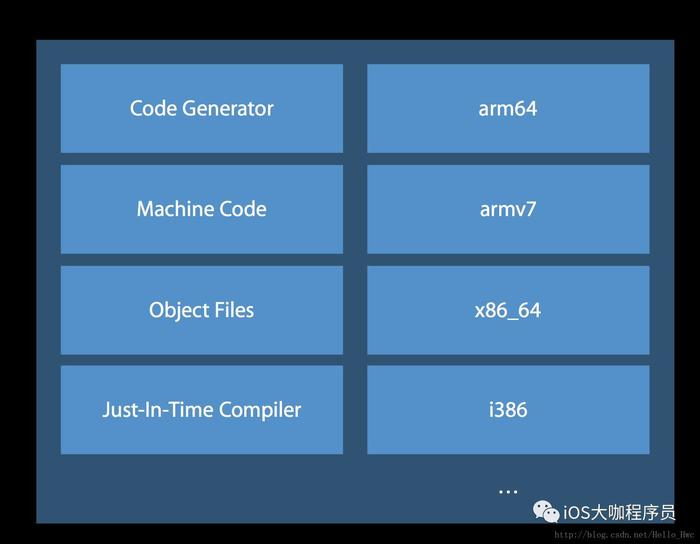 Code Generator arm64
Machine Code armv7
Object Files x86_64
Just-In-Time Compiler i386
...
iOS大咖程序员
http://blog.csdn.net/Hello_Hwc